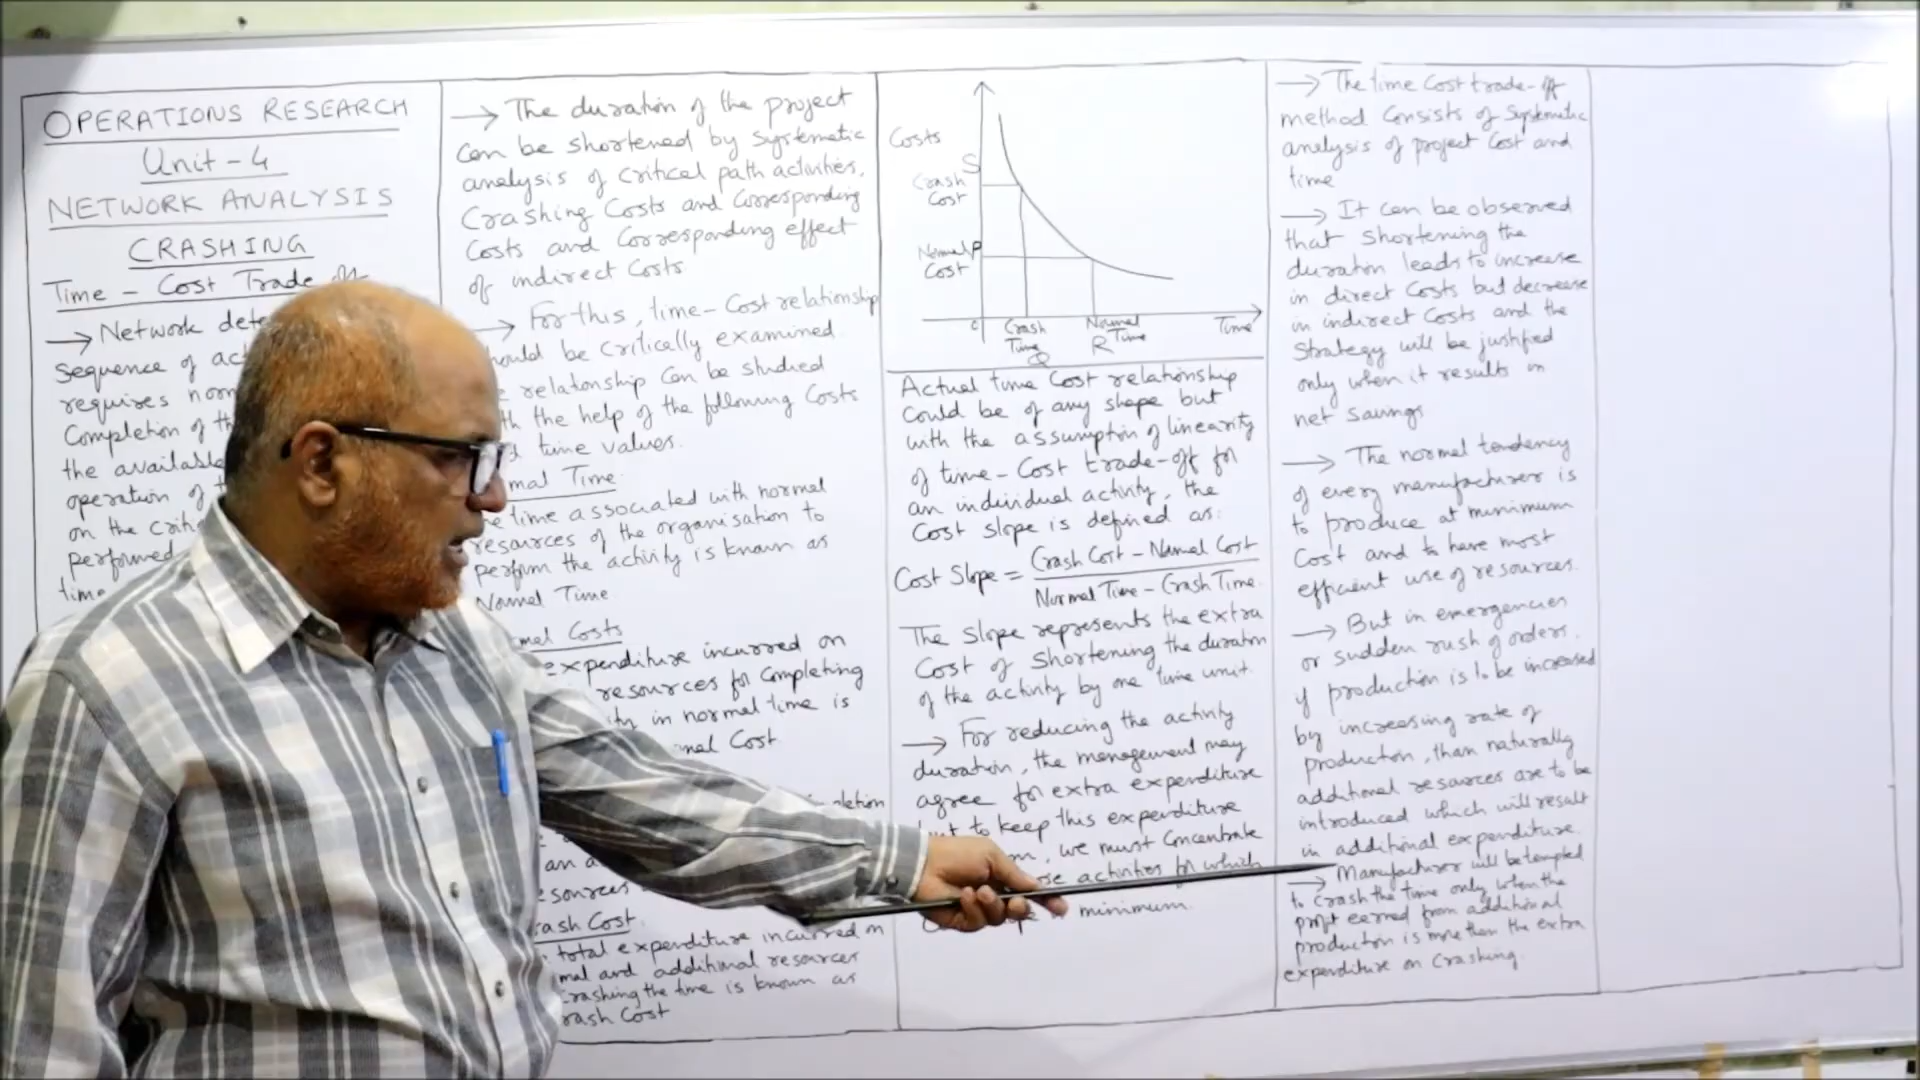 OPERATIONS RESEARCH
Unit-4
NETWORK ANALYSIS
CRASHING
Time - Cost Trade off
→ Network
sequence of
requires
Completion of
the available
operation of
on the
performed
time
→ The duration of the project
can be shortened by systematic
analysis of critical path activities,
Crashing Costs and Corresponding
Costs and Corresponding effect
of indirect Costs
→ For this, time-Cost relationship
be critically examined
relationship can be studied
the help of the following Costs
time values.
Time
time associated with normal
resources of the organisation to
perform the activity is known as
Normal Time.
Costs
expenditure incurred on
resources for Completing
in normal time is
Cost
an
Cost.
total expenditure incurred on
and additional resources
Crashing the time is known as
Crash Cost
Costs
S
Crash
Cost
Normal P
Cost
o
Crash
Time
Q
Normal
Time
R
Time
Actual time Cost relationship
Could be of any shape but
with the assumption of linearity
of time-Cost trade-off for
an individual activity, the
Cost slope is defined as:
Cost Slope = Crash Cost - Normal Cost
Normal Time - Crash Time.
The Slope represents the extra
Cost of Shortening the duration
of the activity by one time unit.
→ For reducing the activity
duration, the management may
agree for extra expenditure
to keep this expenditure
we must Concentrate
activities for which
minimum.
→ The time Cost trade-off
method Consists of Systematic
analysis of project Cost and
time
→ It can be observed
that shortening the
duration leads to increase
in direct Costs but decrease
in indirect Costs and the
Strategy will be justified
only when it results in
net savings
→ The normal tendency
of every manufacturer is
to produce at minimum
Cost and to have most
efficient use of resources.
→ But in emergencies
or sudden rush of orders.
if production is to be increased
by increasing rate of
production, than naturally
additional resources are to be
introduced which will result
in additional expenditure.
→ Manufacturer will be tempted
to crash the time only when the
profit earned from additional
production is more than the extra
expenditure on Crashing.